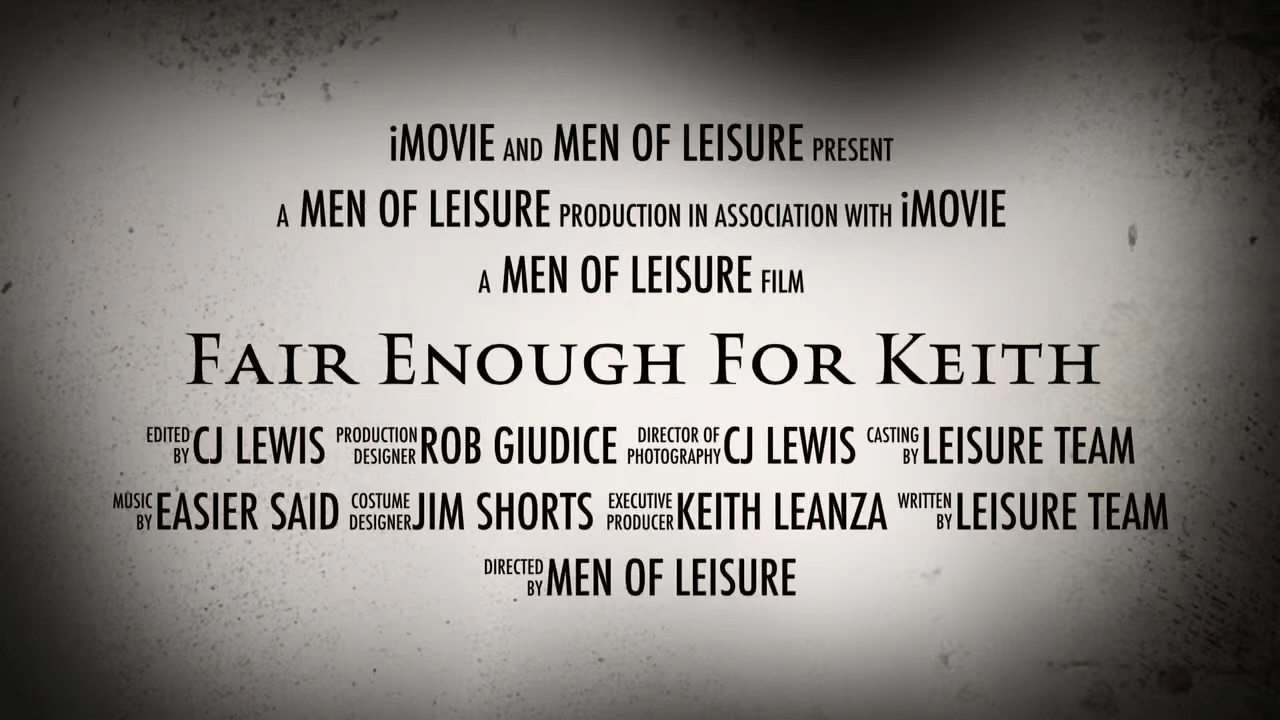 iMOVIE AND MEN OF LEISURE PRESENT
A MEN OF LEISURE PRODUCTION IN ASSOCIATION WITH iMOVIE
A MEN OF LEISURE FILM
FAIR ENOUGH FOR KEITH
EDITED BY CJ LEWIS PRODUCTION DESIGNER ROB GIUDICE DIRECTOR OF PHOTOGRAPHY CJ LEWIS CASTING BY LEISURE TEAM
MUSIC BY EASIER SAID COSTUME DESIGNER JIM SHORTS EXECUTIVE PRODUCER KEITH LEANZA WRITTEN BY LEISURE TEAM
DIRECTED BY MEN OF LEISURE